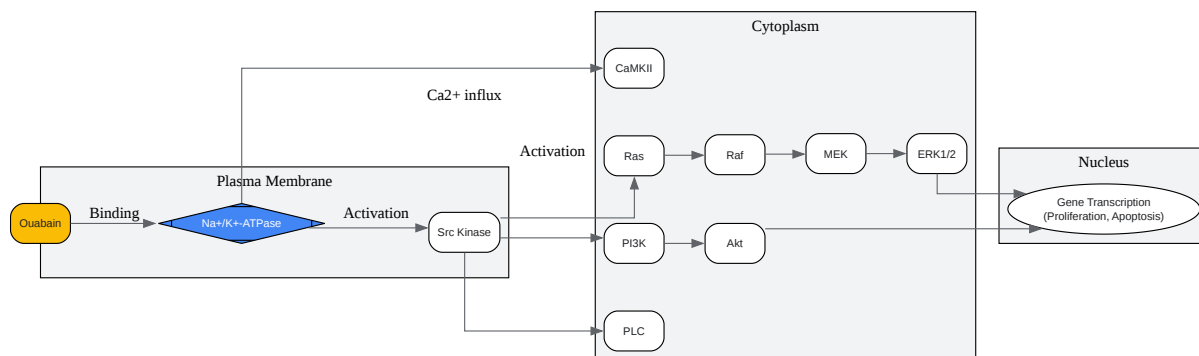 Cytoplasm
CaMKII
Ca2+ influx
Activation
Ras
Raf
MEK
ERK1/2
Nucleus
Plasma Membrane
Ouabain
Binding
Na+/K+-ATPase
Activation
Src Kinase
PI3K
Akt
Gene Transcription
(Proliferation, Apoptosis)
PLC